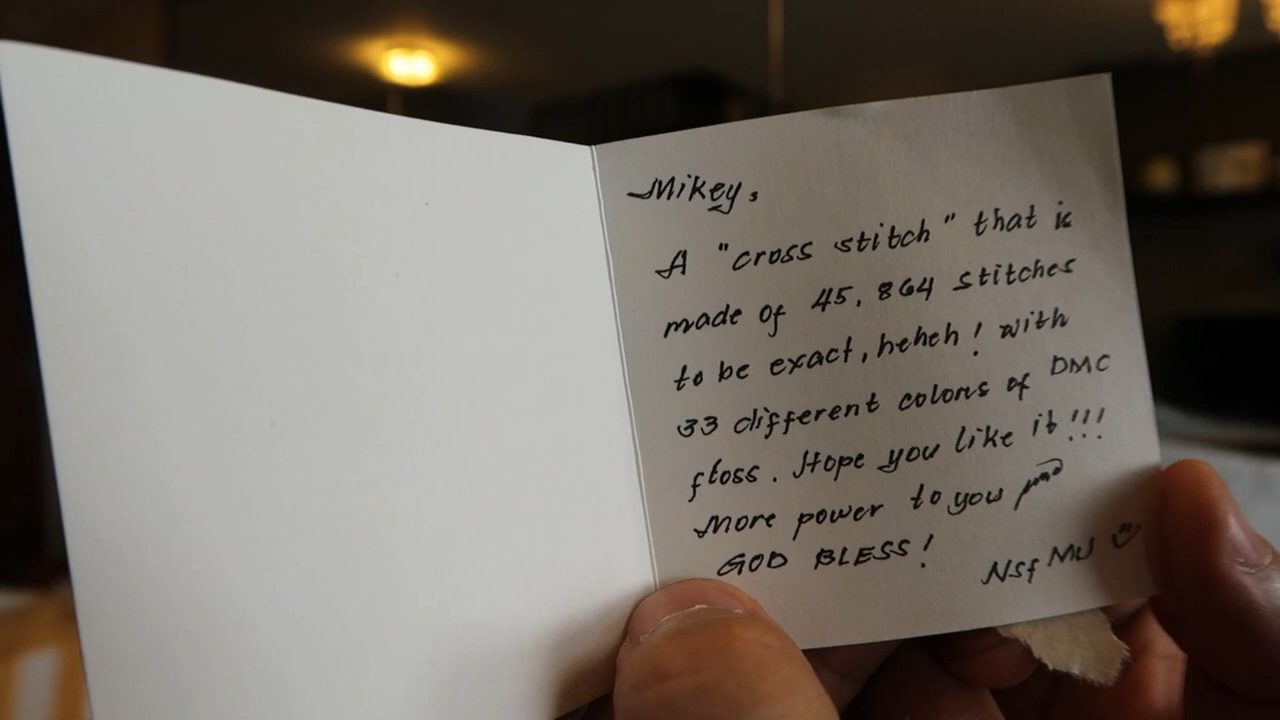 Mikey,
A "cross stitch" that is
made of 45,864 stitches
to be exact, heheh! with
33 different colors of DMC
floss. Hope you like it!!!
More power to you
GOD BLESS!